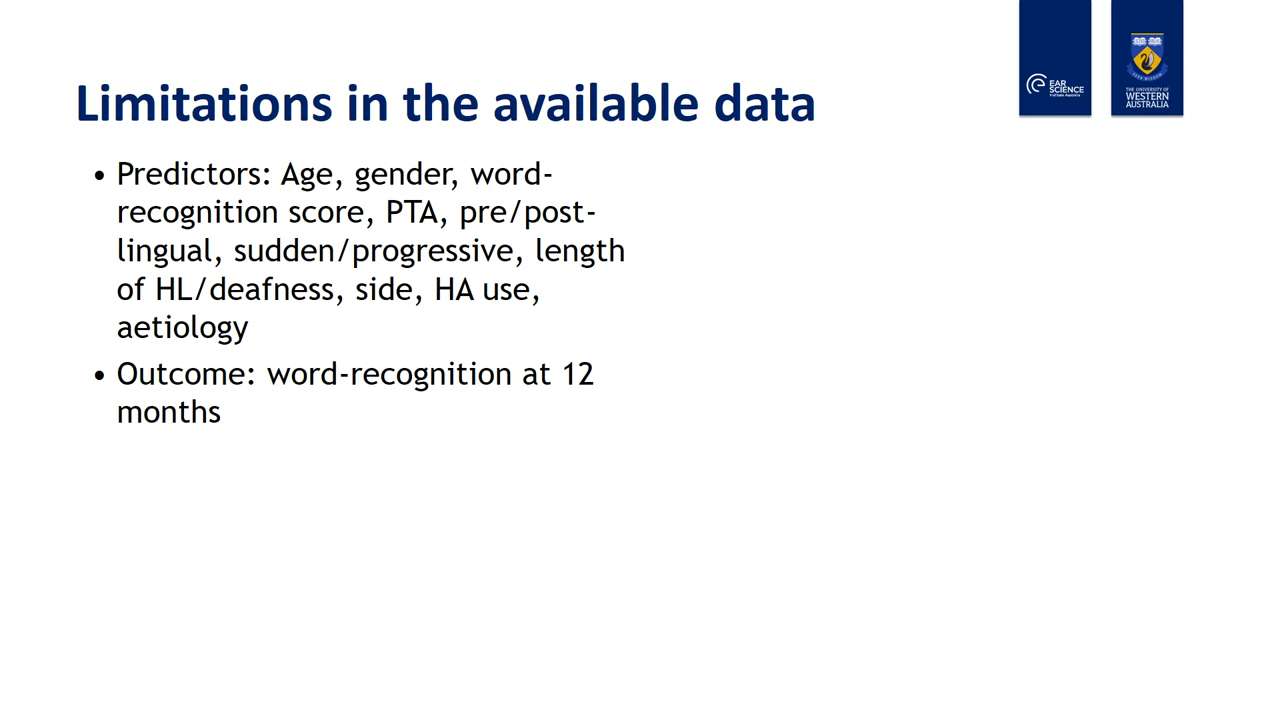 EAR
SCIENCE
Institute Australia
THE UNIVERSITY OF
WESTERN
AUSTRALIA
Limitations in the available data
• Predictors: Age, gender, word-
recognition score, PTA, pre/post-
lingual, sudden/progressive, length
of HL/deafness, side, HA use,
aetiology
• Outcome: word-recognition at 12
months